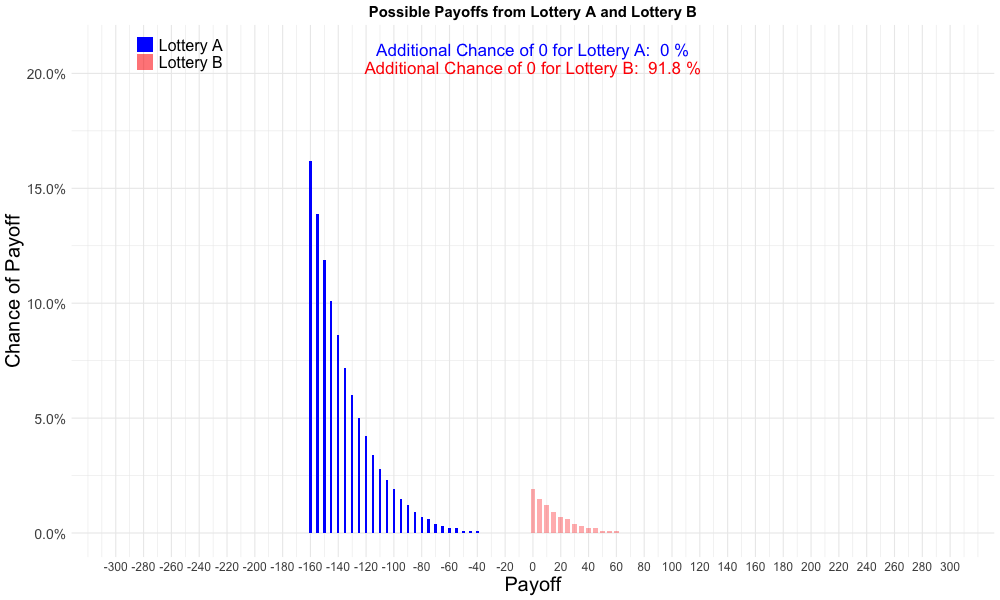 Possible Payoffs from Lottery A and Lottery B
Lottery A
Lottery B
Additional Chance of 0 for Lottery A:  0 %
Additional Chance of 0 for Lottery B:  91.8 %
Chance of Payoff
20.0%
15.0%
10.0%
5.0%
0.0%
-300 -280 -260 -240 -220 -200 -180 -160 -140 -120 -100 -80 -60 -40 -20 0 20 40 60 80 100 120 140 160 180 200 220 240 260 280 300
Payoff